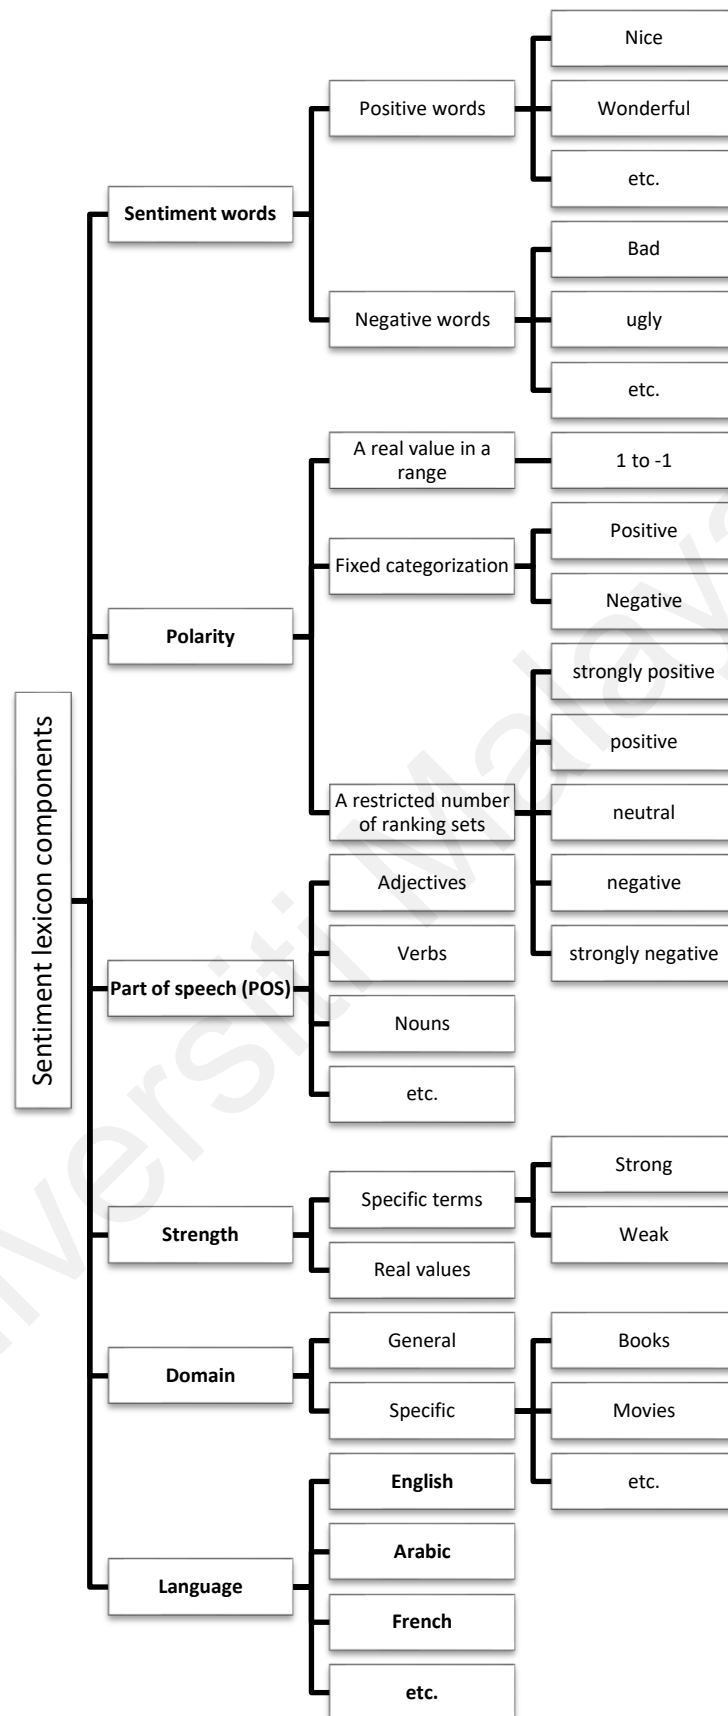 Sentiment lexicon components
Sentiment words
Positive words
Nice
Wonderful
etc.
Negative words
Bad
ugly
etc.
Polarity
A real value in a
range
1 to -1
Fixed categorization
Positive
Negative
A restricted number
of ranking sets
strongly positive
positive
neutral
negative
strongly negative
Part of speech (POS)
Adjectives
Verbs
Nouns
etc.
Strength
Specific terms
Strong
Weak
Real values
Domain
General
Specific
Books
Movies
etc.
Language
English
Arabic
French
etc.